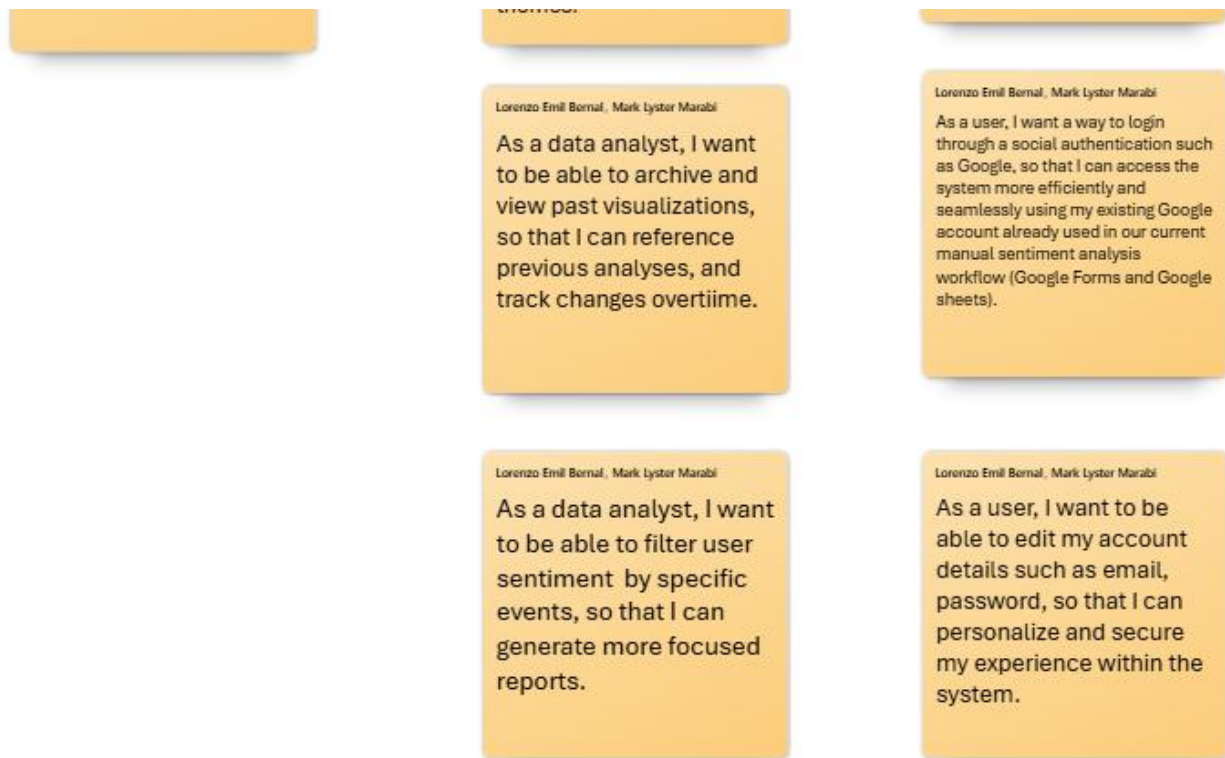 themes.
Lorenzo Emil Bernal, Mark Lyster Marabi
As a data analyst, I want
to be able to archive and
view past visualizations,
so that I can reference
previous analyses, and
track changes overtiime.
Lorenzo Emil Bernal, Mark Lyster Marabi
As a data analyst, I want
to be able to filter user
sentiment by specific
events, so that I can
generate more focused
reports.
Lorenzo Emil Bernal, Mark Lyster Marabi
As a user, I want a way to login
through a social authentication such
as Google, so that I can access the
system more efficiently and
seamlessly using my existing Google
account already used in our current
manual sentiment analysis
workflow (Google Forms and Google
sheets).
Lorenzo Emil Bernal, Mark Lyster Marabi
As a user, I want to be
able to edit my account
details such as email,
password, so that I can
personalize and secure
my experience within the
system.